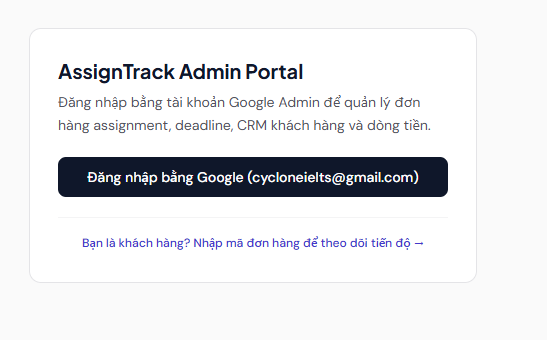 AssignTrack Admin Portal
Đăng nhập bằng tài khoản Google Admin để quản lý đơn
hàng assignment, deadline, CRM khách hàng và dòng tiền.
Đăng nhập bằng Google (cycloneielts@gmail.com)
Bạn là khách hàng? Nhập mã đơn hàng để theo dõi tiến độ →